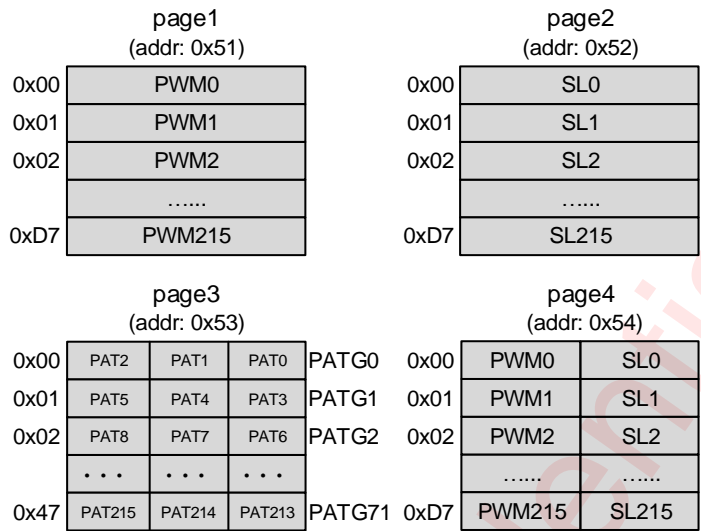 page1 page2
(addr: 0x51) (addr: 0x52)
0x00 PWM0 0x00 SL0
0x01 PWM1 0x01 SL1
0x02 PWM2 0x02 SL2
…... …...
0xD7 PWM215 0xD7 SL215
page3 page4
(addr: 0x53) (addr: 0x54)
0x00 PAT2 PAT1 PAT0 PATG0 0x00 PWM0 SL0
0x01 PAT5 PAT4 PAT3 PATG1 0x01 PWM1 SL1
0x02 PAT8 PAT7 PAT6 PATG2 0x02 PWM2 SL2
• • • • • • • • • …... …...
0x47 PAT215 PAT214 PAT213 PATG71 0xD7 PWM215 SL215